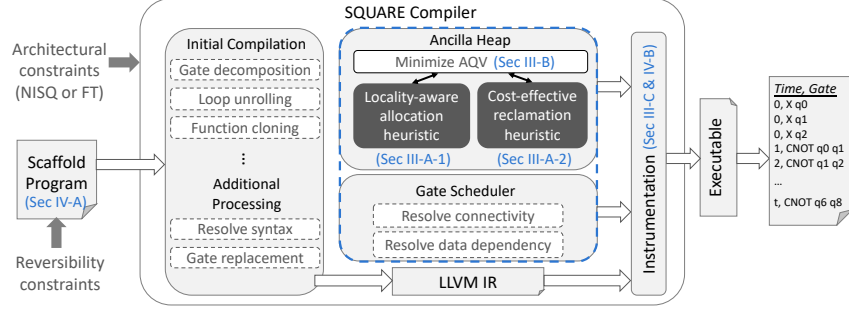 SQUARE Compiler
Architectural
constraints
(NISQ or FT)
Scaffold
Program
(Sec IV-A)
Reversibility
constraints
Initial Compilation
Gate decomposition
Loop unrolling
Function cloning
⋮
Additional
Processing
Resolve syntax
Gate replacement
Ancilla Heap
Minimize AQV (Sec III-B)
Locality-aware
allocation
heuristic
(Sec III-A-1)
Cost-effective
reclamation
heuristic
(Sec III-A-2)
Gate Scheduler
Resolve connectivity
Resolve data dependency
LLVM IR
Instrumentation (Sec III-C & IV-B)
Executable
Time, Gate
0, X q0
0, X q1
0, X q2
1, CNOT q0 q1
2, CNOT q1 q2
...
t, CNOT q6 q8